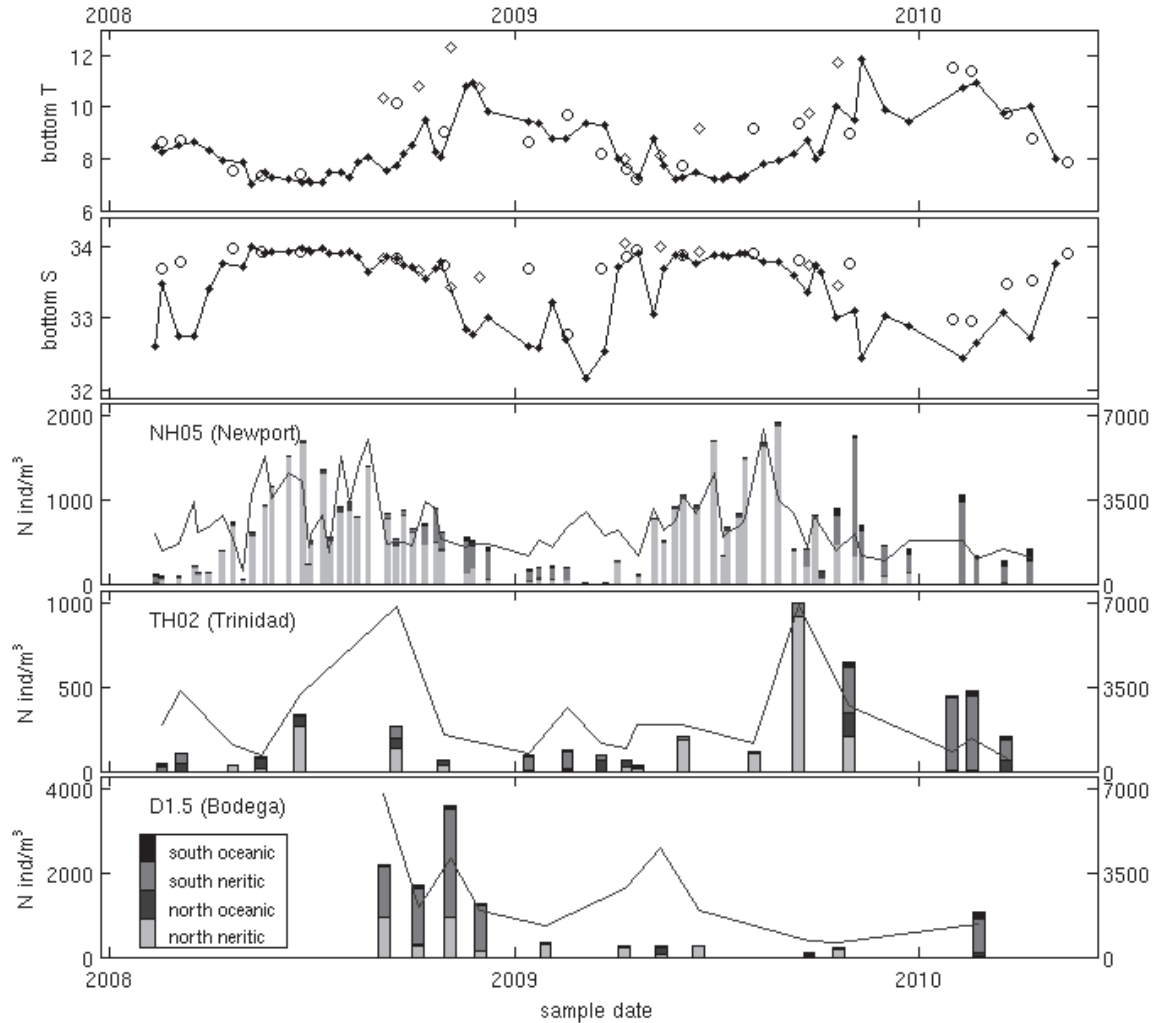 2008 2009 2010
12
10
8
6
bottom T
34
33
32
bottom S
2000 7000
NH05 (Newport)
1000 3500
0 0
N ind/m³
1000 7000
TH02 (Trinidad)
500 3500
0 0
N ind/m³
4000 7000
D1.5 (Bodega)
south oceanic
2000 3500
south neritic
north oceanic
north neritic
0 0
N ind/m³
2008 2009 2010
sample date